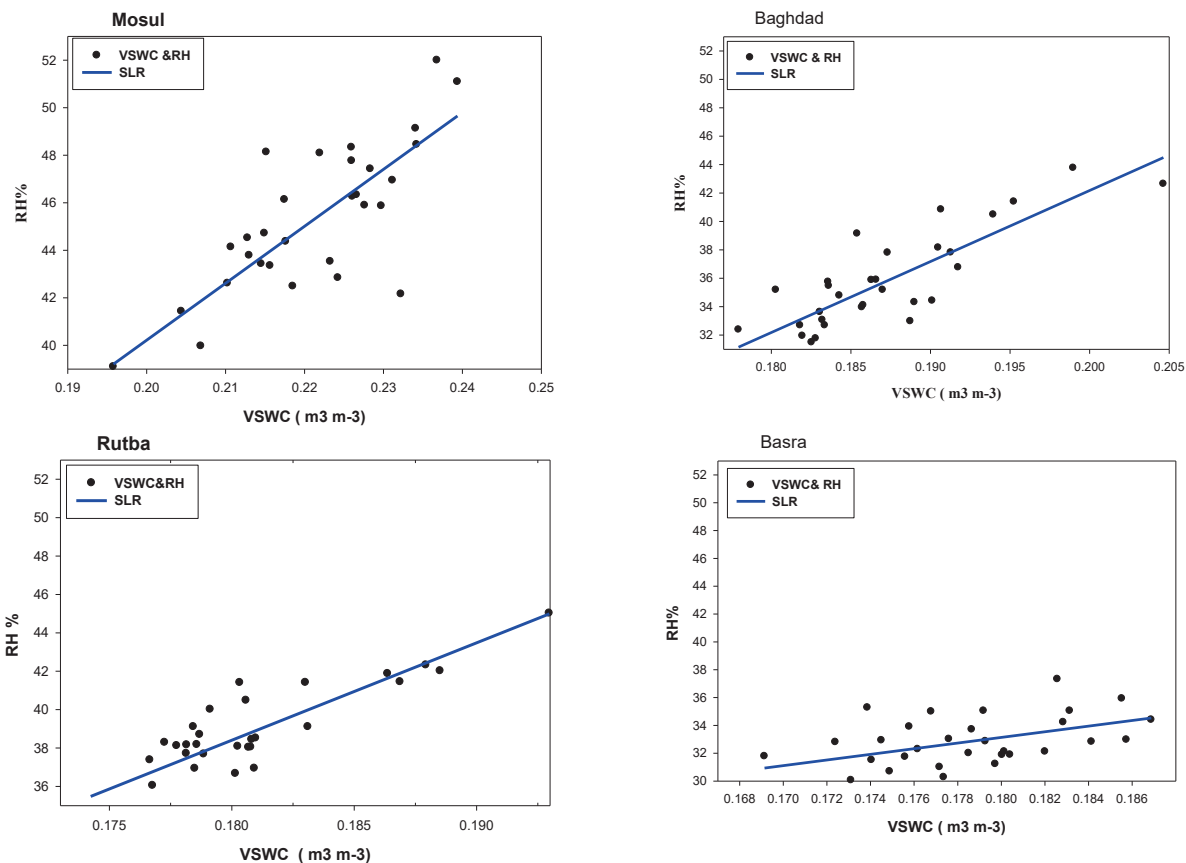 Mosul
VSWC &RH
SLR
52
50
48
46
44
42
40
RH%
0.19 0.20 0.21 0.22 0.23 0.24 0.25
VSWC ( m3 m-3)
Baghdad
VSWC & RH
SLR
52
50
48
46
44
42
40
38
36
34
32
RH%
0.180 0.185 0.190 0.195 0.200 0.205
VSWC ( m3 m-3)
Rutba
VSWC&RH
SLR
52
50
48
46
44
42
40
38
36
RH %
0.175 0.180 0.185 0.190
VSWC ( m3 m-3)
Basra
VSWC& RH
SLR
52
50
48
46
44
42
40
38
36
34
32
30
RH%
0.168 0.170 0.172 0.174 0.176 0.178 0.180 0.182 0.184 0.186
VSWC ( m3 m-3)